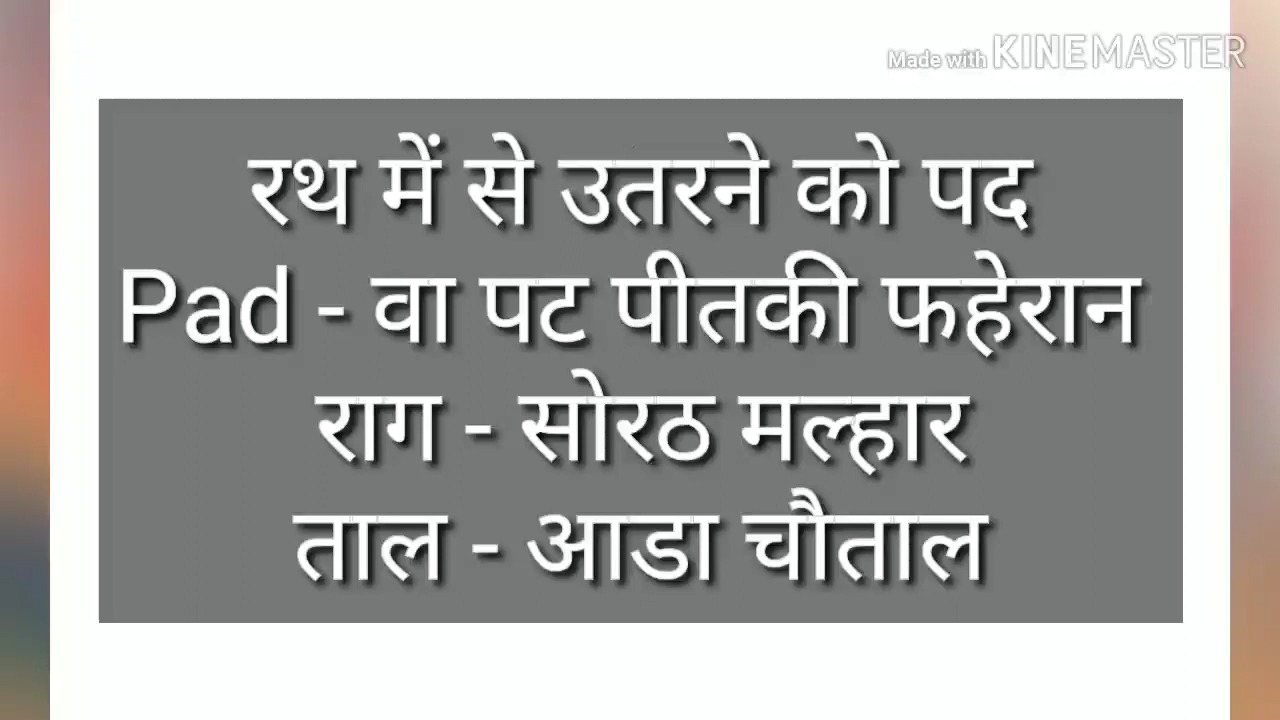 Made with KINEMASTER
रथ में से उतरने को पद
Pad - वा पट पीतकी फहेरान
राग - सोरठ मल्हार
ताल - आडा चौताल